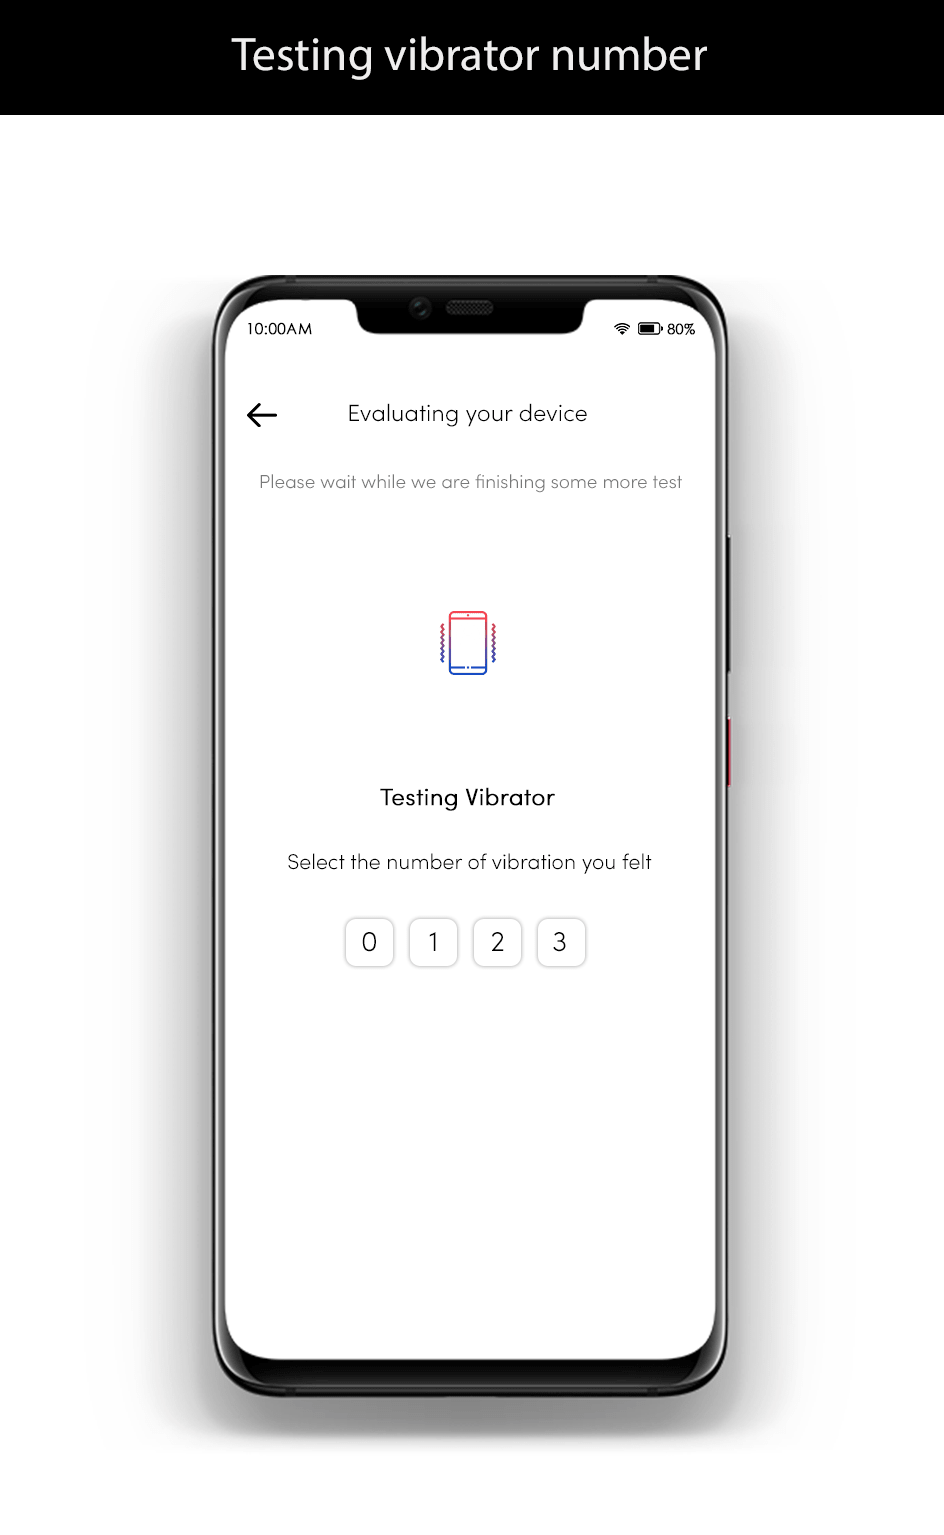 Testing vibrator number
10:00AM
80%
Evaluating your device
Please wait while we are finishing some more test
Testing Vibrator
Select the number of vibration you felt
0 1 2 3